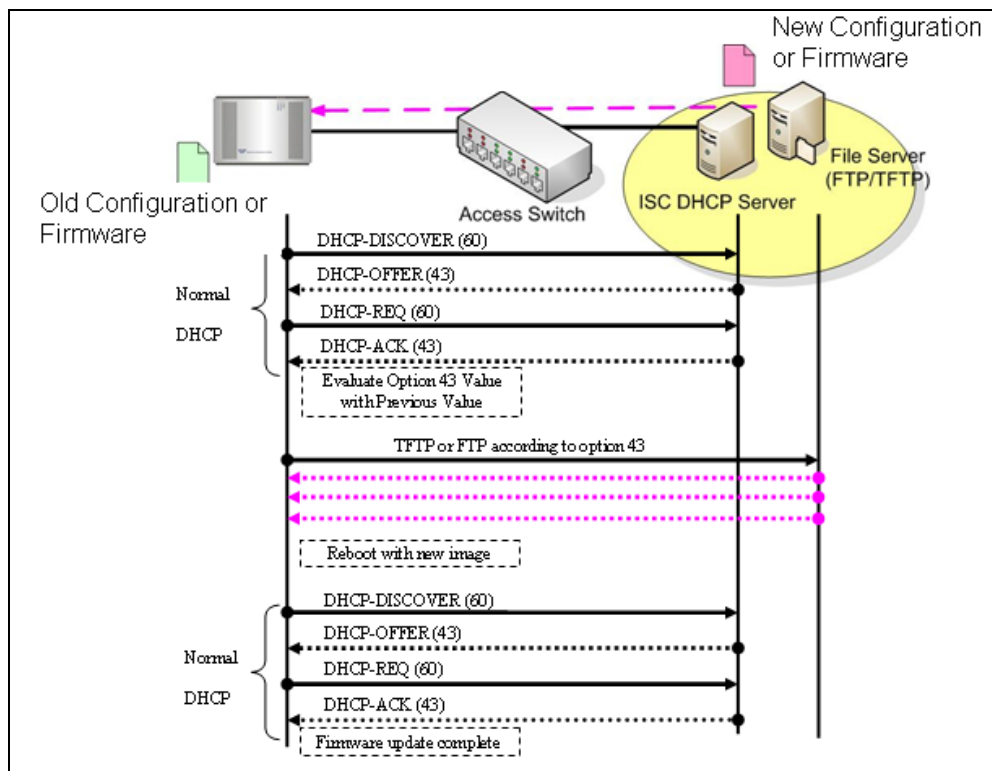 New Configuration
or Firmware
File Server
(FTP/TFTP)
ISC DHCP Server
Access Switch
Old Configuration or
Firmware
DHCP-DISCOVER (60)
DHCP-OFFER (43)
Normal
DHCP-REQ (60)
DHCP
DHCP-ACK (43)
Evaluate Option 43 Value
with Previous Value
TFTP or FTP according to option 43
Reboot with new image
DHCP-DISCOVER (60)
DHCP-OFFER (43)
Normal
DHCP-REQ (60)
DHCP
DHCP-ACK (43)
Firmware update complete